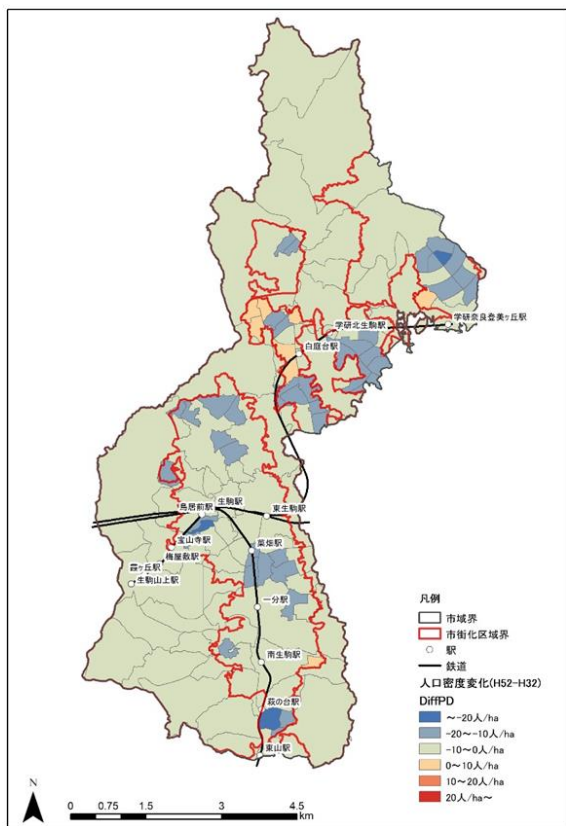 学研奈良登美ヶ丘駅
学研北生駒駅
白庭台駅
生駒駅
鳥居前駅
東生駒駅
宝山寺駅
菜畑駅
梅屋敷駅
霞ヶ丘駅
生駒山上駅
一分駅
南生駒駅
萩の台駅
東山駅
凡例
市域界
市街化区域界
駅
鉄道
人口密度変化(H52-H32)
DiffPD
～-20人/ha
-20～-10人/ha
-10～0人/ha
0～10人/ha
10～20人/ha
20人/ha～
N
0 0.75 1.5 3 4.5
km